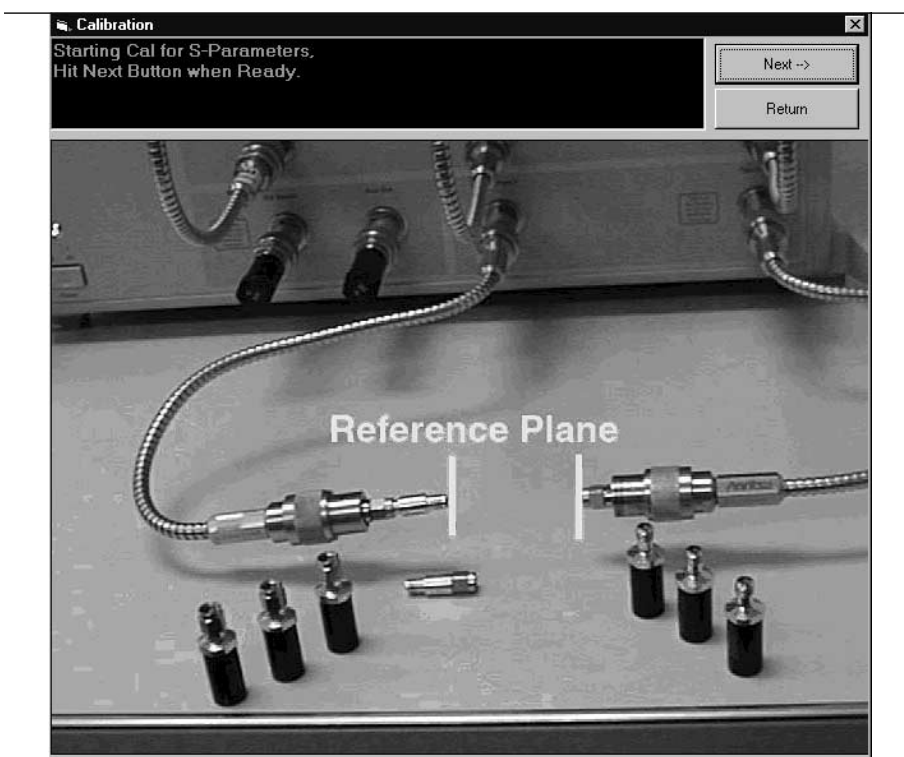 Calibration
Starting Cal for S-Parameters,
Hit Next Button when Ready.
Next -->
Return
Reference Plane
Anritsu